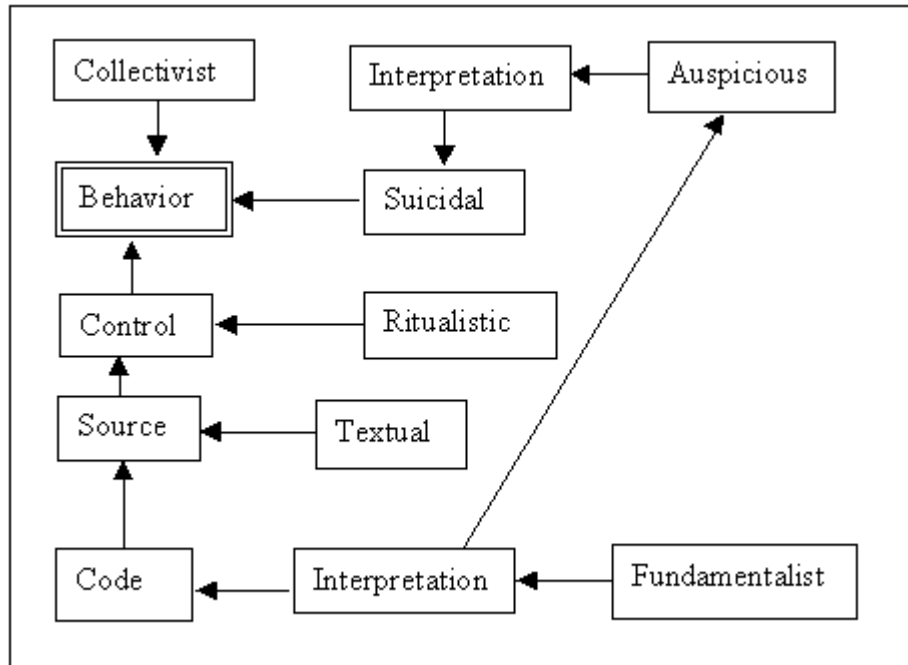 Collectivist
Interpretation
Auspicious
Behavior
Suicidal
Control
Ritualistic
Source
Textual
Code
Interpretation
Fundamentalist